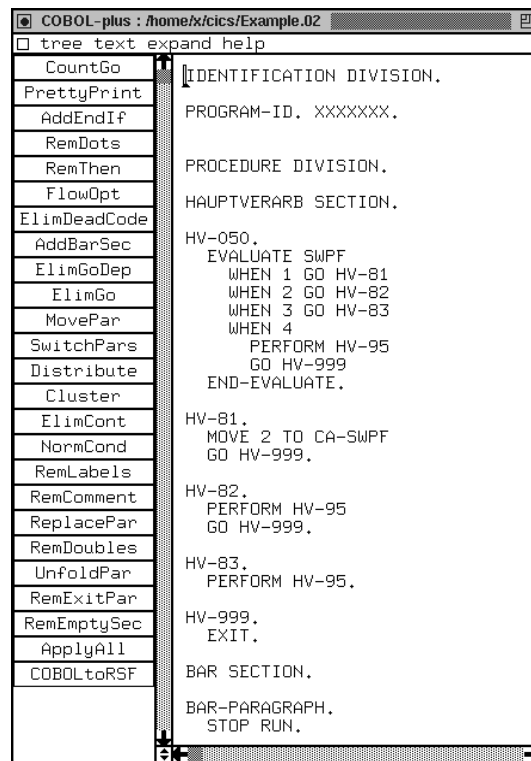 COBOL-plus : /home/x/cics/Example.02
tree text expand help
CountGo
PrettyPrint
AddEndIf
RemDots
RemThen
FlowOpt
ElimDeadCode
AddBarSec
ElimGoDep
ElimGo
MovePar
SwitchPars
Distribute
Cluster
ElimCont
NormCond
RemLabels
RemComment
ReplacePar
RemDoubles
UnfoldPar
RemExitPar
RemEmptySec
ApplyAll
COBOLtoRSF
IDENTIFICATION DIVISION.
PROGRAM-ID. XXXXXXX.
PROCEDURE DIVISION.
HAUPTVERARB SECTION.
HV-050.
EVALUATE SWPF
WHEN 1 GO HV-81
WHEN 2 GO HV-82
WHEN 3 GO HV-83
WHEN 4
PERFORM HV-95
GO HV-999
END-EVALUATE.
HV-81.
MOVE 2 TO CA-SWPF
GO HV-999.
HV-82.
PERFORM HV-95
GO HV-999.
HV-83.
PERFORM HV-95.
HV-999.
EXIT.
BAR SECTION.
BAR-PARAGRAPH.
STOP RUN.